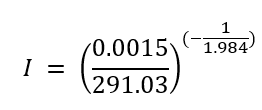 I = (0.0015/291.03)^(-1/1.984)